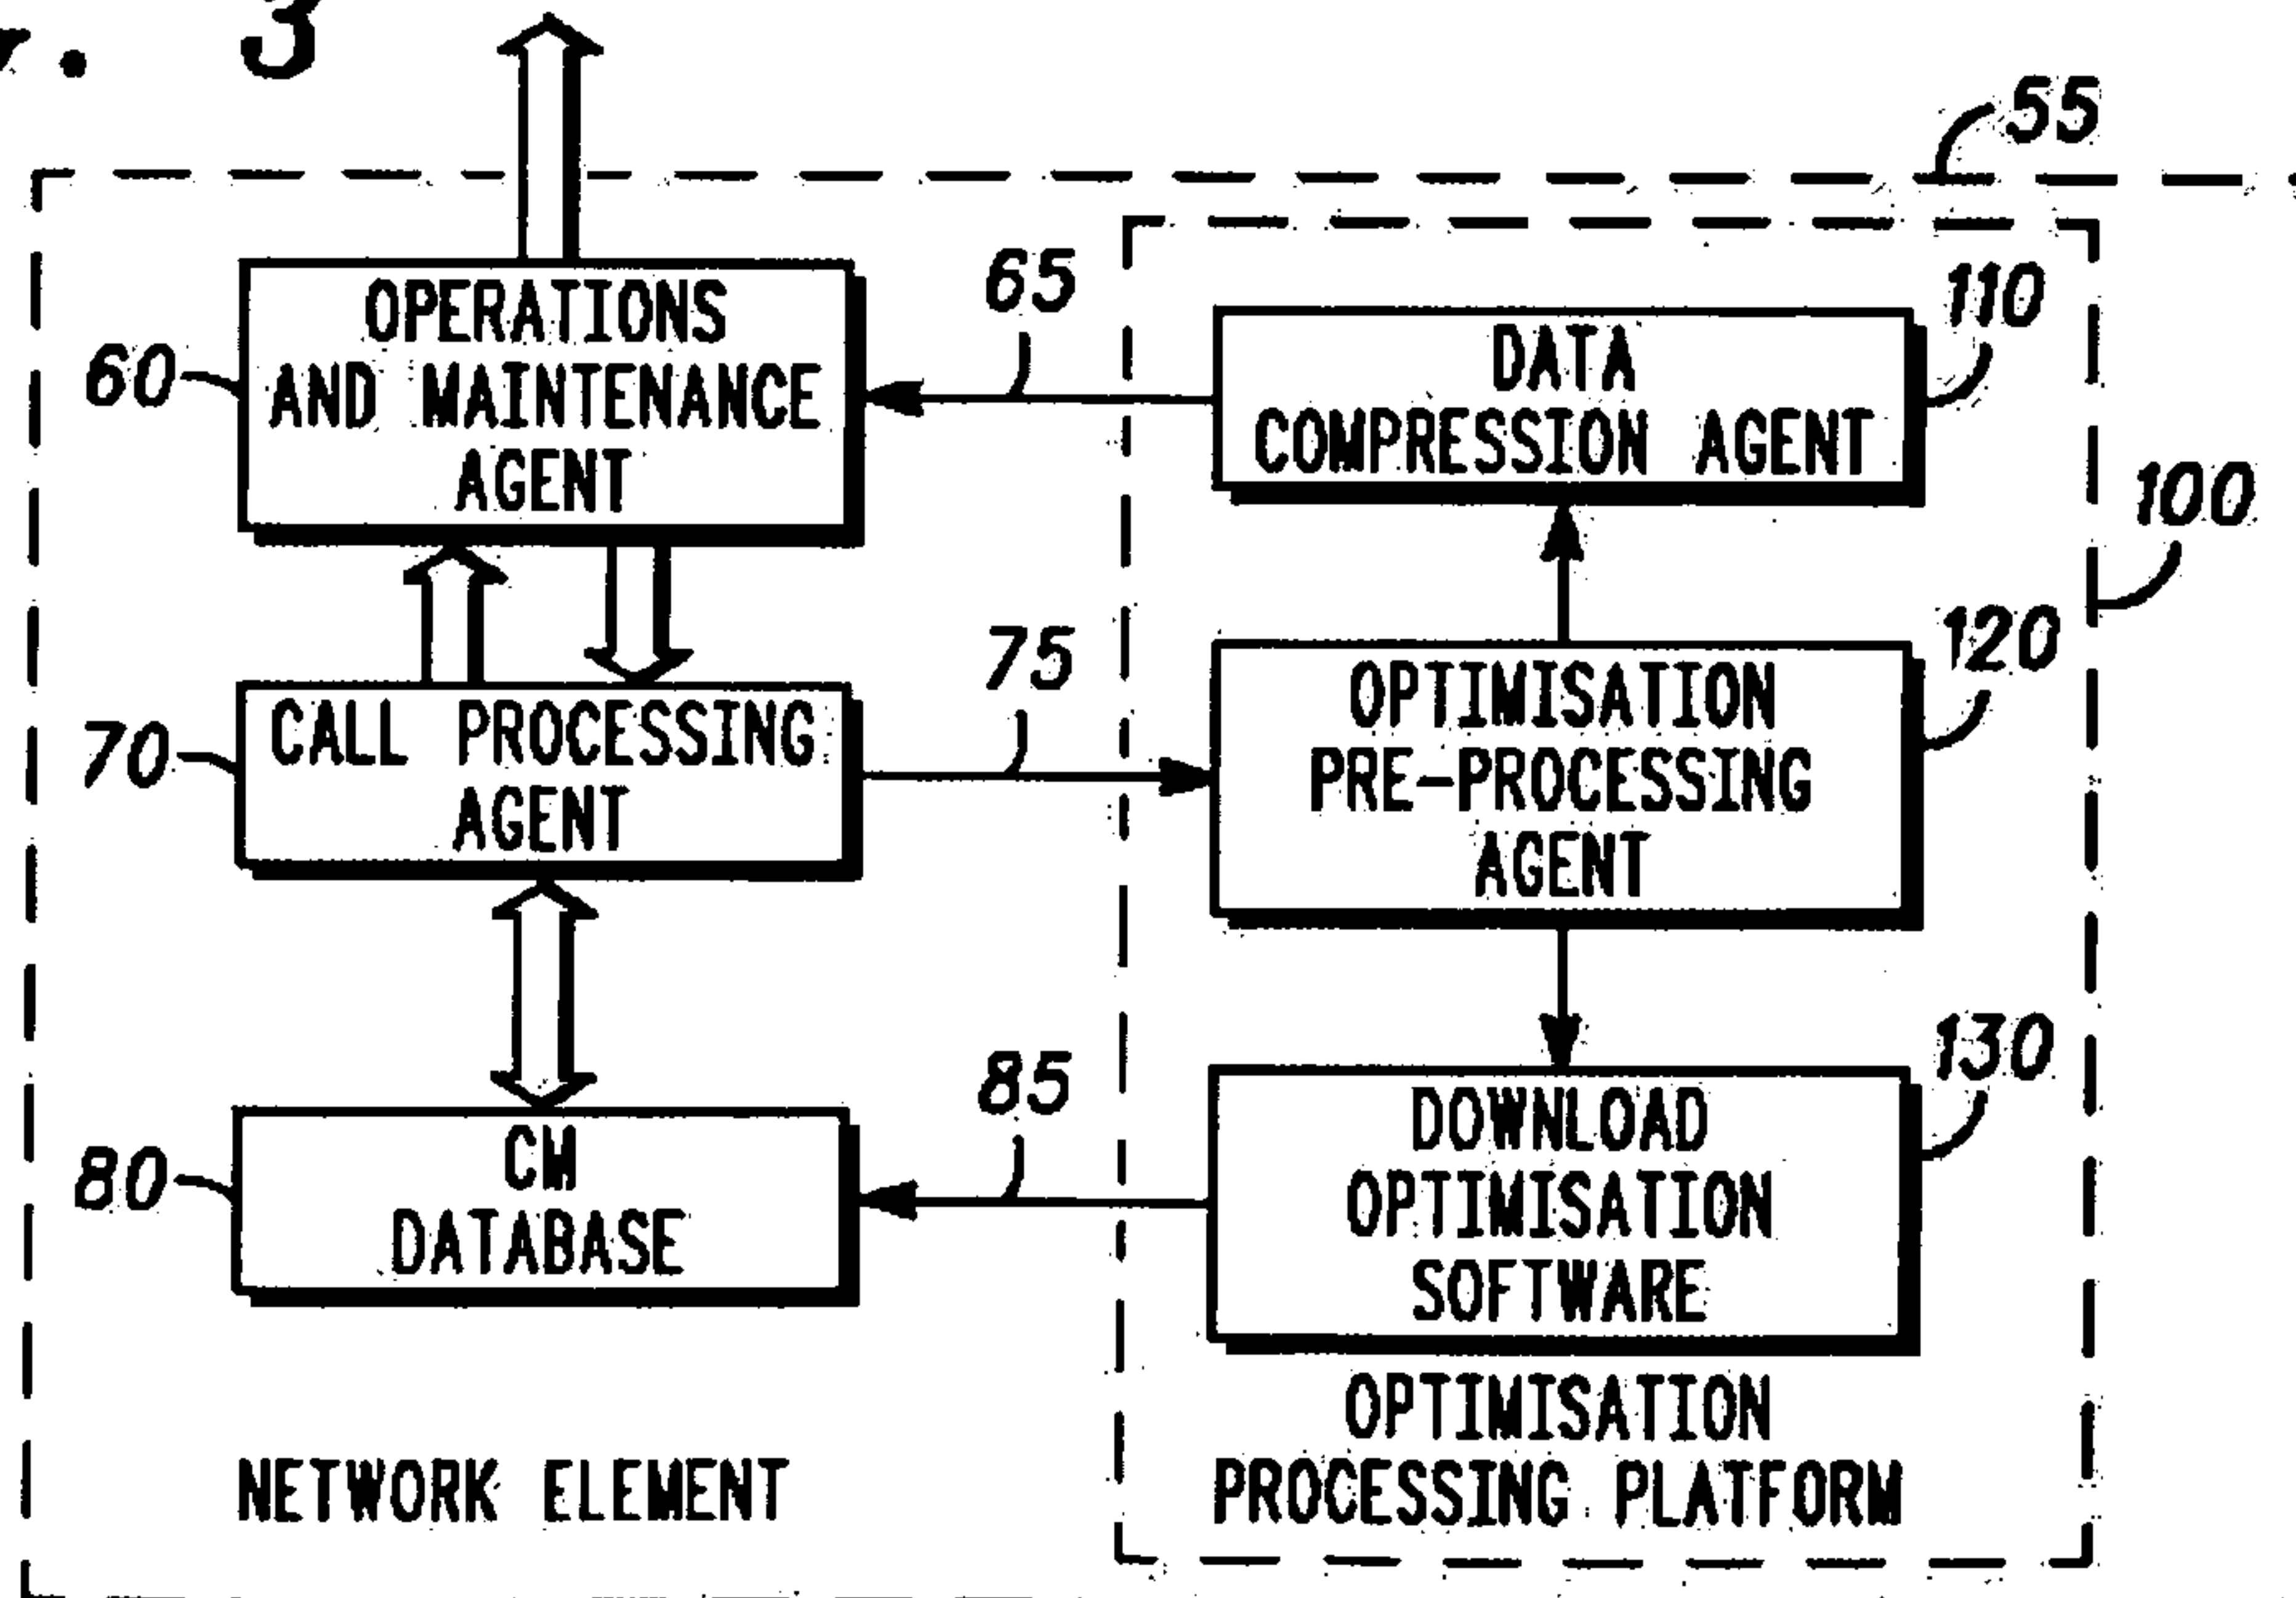 . 3
55
OPERATIONS
AND MAINTENANCE
AGENT
60
65
DATA
COMPRESSION AGENT
110
100
CALL PROCESSING
AGENT
70
75
OPTIMISATION
PRE-PROCESSING
AGENT
120
CM
DATABASE
80
85
DOWNLOAD
OPTIMISATION
SOFTWARE
130
NETWORK ELEMENT
OPTIMISATION
PROCESSING PLATFORM